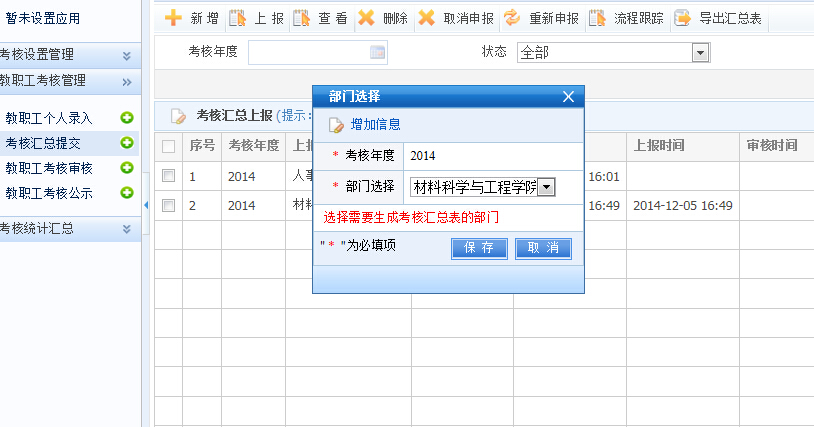 暂未设置应用
考核设置管理
教职工考核管理
教职工个人录入
考核汇总提交
教职工考核审核
教职工考核公示
考核统计汇总
新 增 上 报 查 看 删除 取消申报 重新申报 流程跟踪 导出汇总表
考核年度 状态 全部
考核汇总上报 (提示：
序号 考核年度 上报 上报时间 审核时间
1 2014 人事 16:01
2 2014 材料 16:49 2014-12-05 16:49
部门选择
增加信息
* 考核年度 2014
* 部门选择 材料科学与工程学院
选择需要生成考核汇总表的部门
" * "为必填项 保 存 取 消